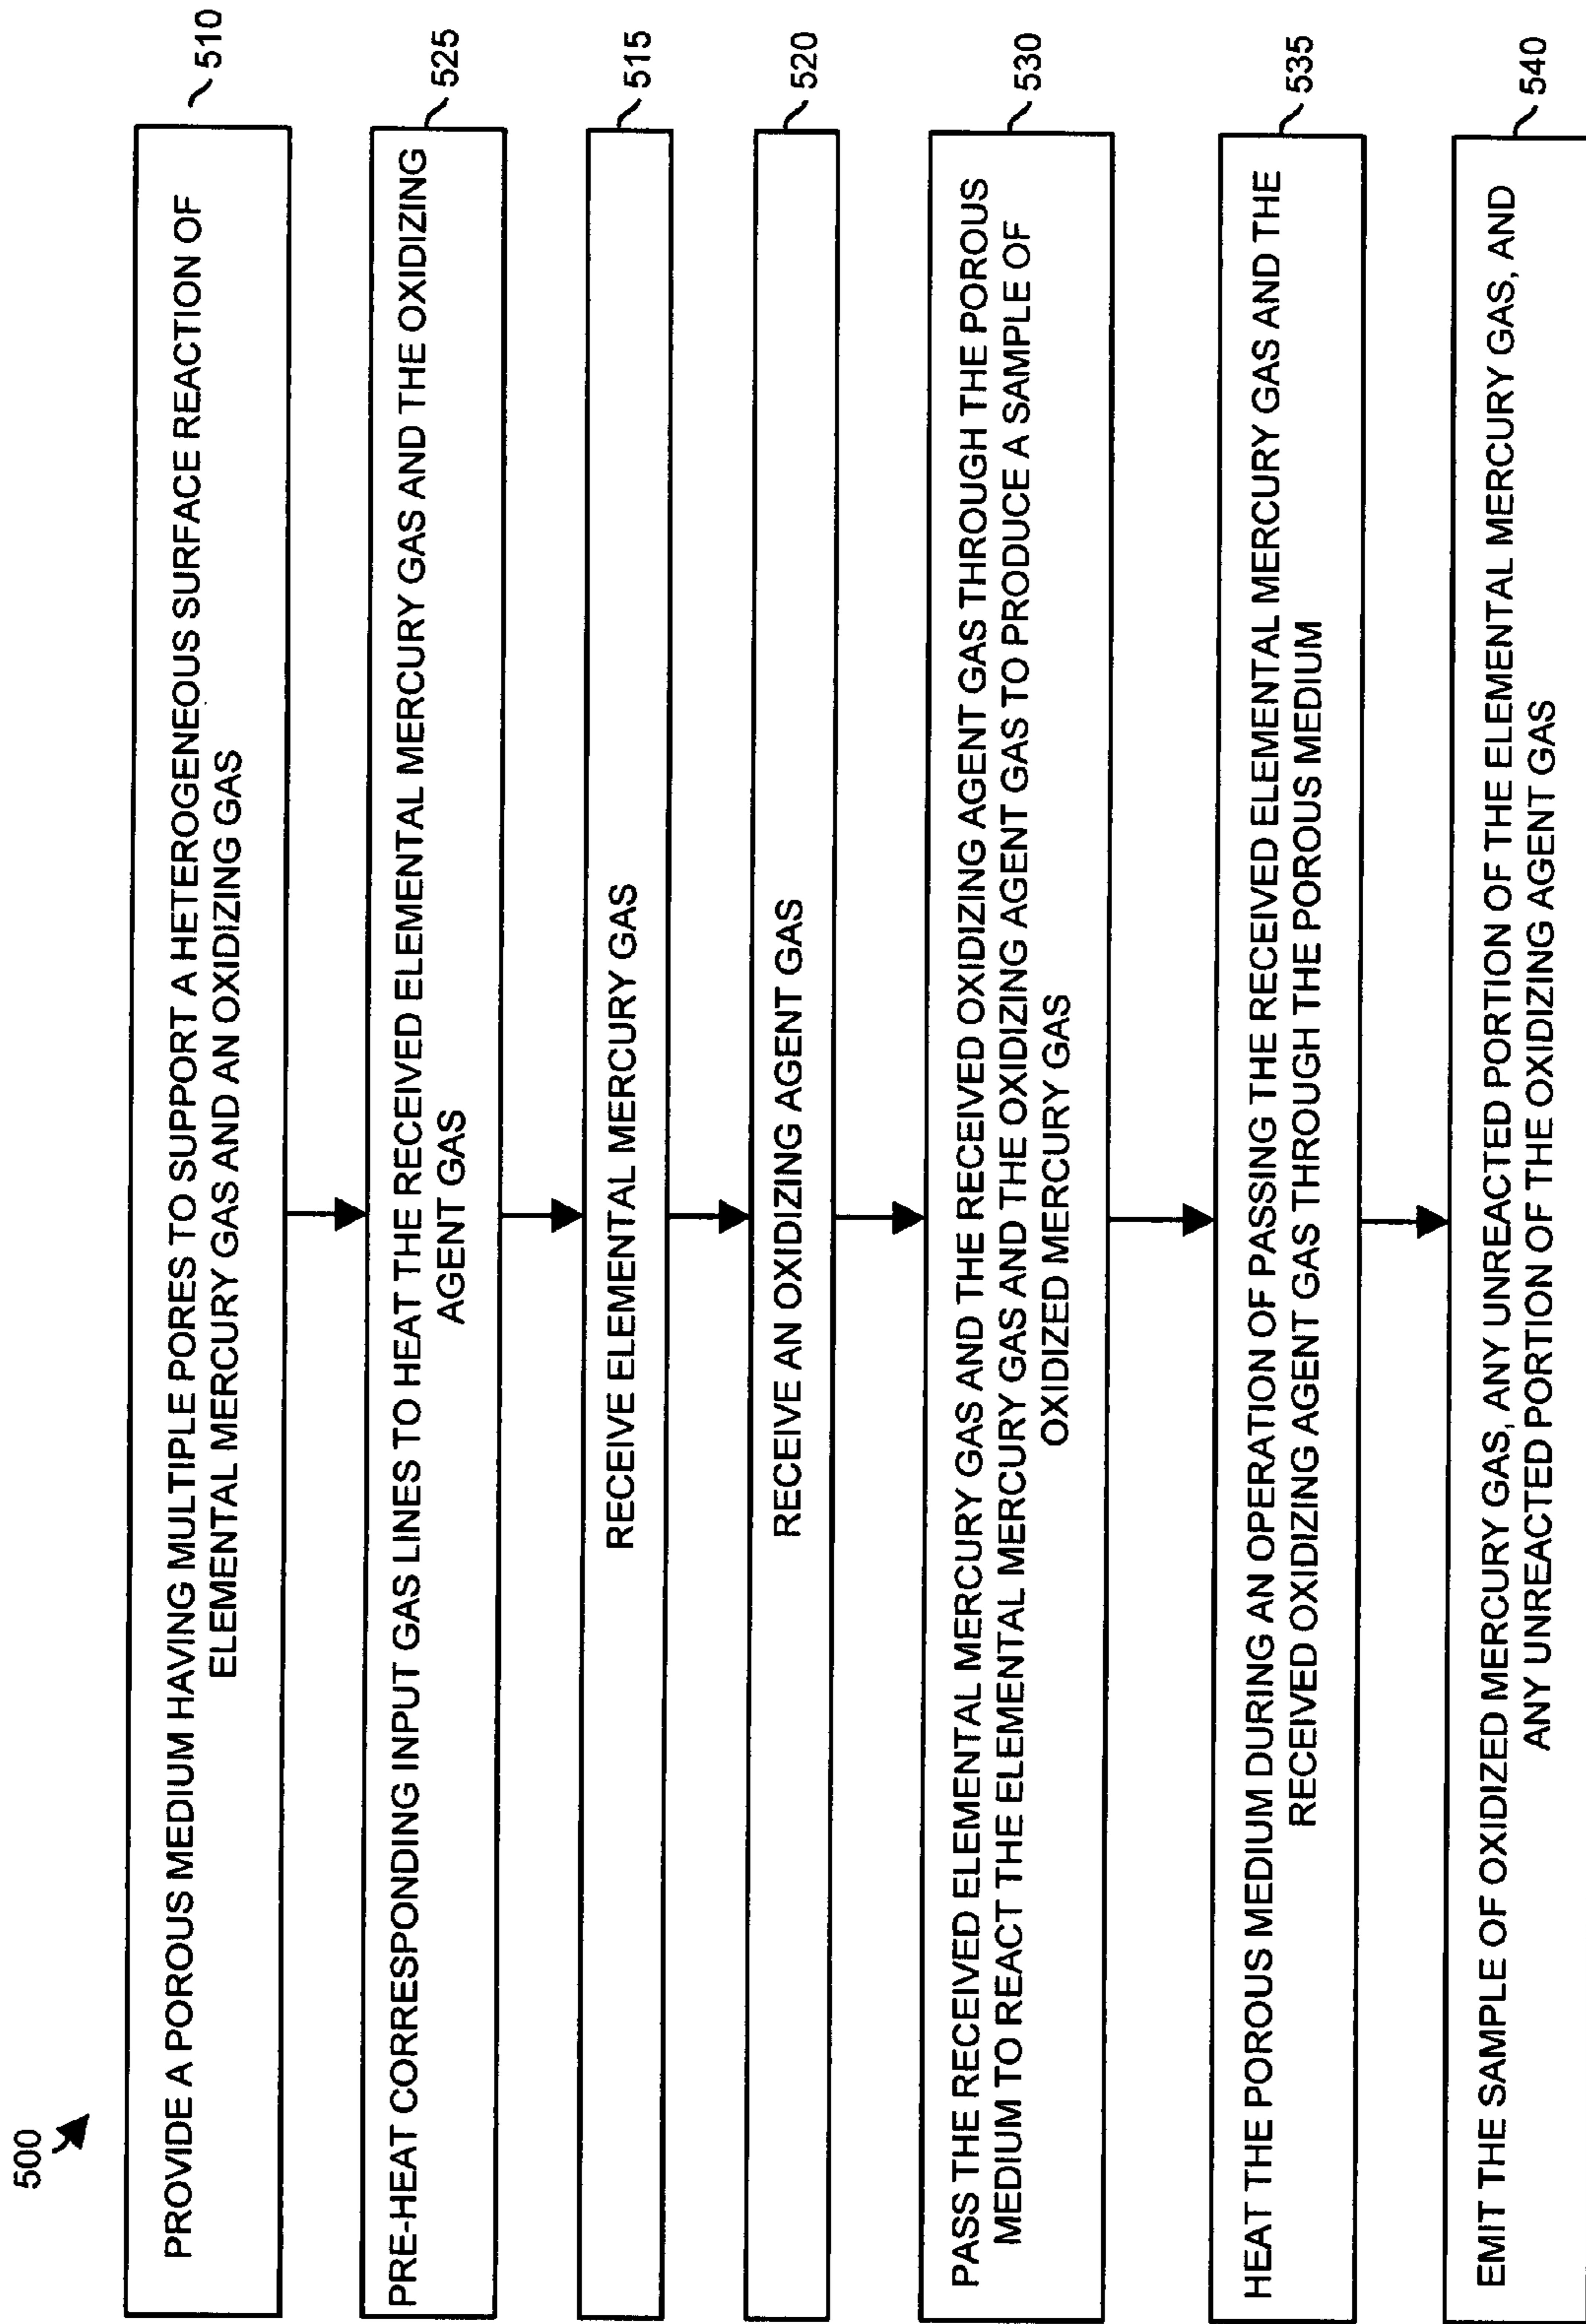 500
PROVIDE A POROUS MEDIUM HAVING MULTIPLE PORES TO SUPPORT A HETEROGENEOUS SURFACE REACTION OF
ELEMENTAL MERCURY GAS AND AN OXIDIZING GAS
510
PRE-HEAT CORRESPONDING INPUT GAS LINES TO HEAT THE RECEIVED ELEMENTAL MERCURY GAS AND THE OXIDIZING
AGENT GAS
525
RECEIVE ELEMENTAL MERCURY GAS
515
RECEIVE AN OXIDIZING AGENT GAS
520
PASS THE RECEIVED ELEMENTAL MERCURY GAS AND THE RECEIVED OXIDIZING AGENT GAS THROUGH THE POROUS
MEDIUM TO REACT THE ELEMENTAL MERCURY GAS AND THE OXIDIZING AGENT GAS TO PRODUCE A SAMPLE OF
OXIDIZED MERCURY GAS
530
HEAT THE POROUS MEDIUM DURING AN OPERATION OF PASSING THE RECEIVED ELEMENTAL MERCURY GAS AND THE
RECEIVED OXIDIZING AGENT GAS THROUGH THE POROUS MEDIUM
535
EMIT THE SAMPLE OF OXIDIZED MERCURY GAS, ANY UNREACTED PORTION OF THE ELEMENTAL MERCURY GAS, AND
ANY UNREACTED PORTION OF THE OXIDIZING AGENT GAS
540